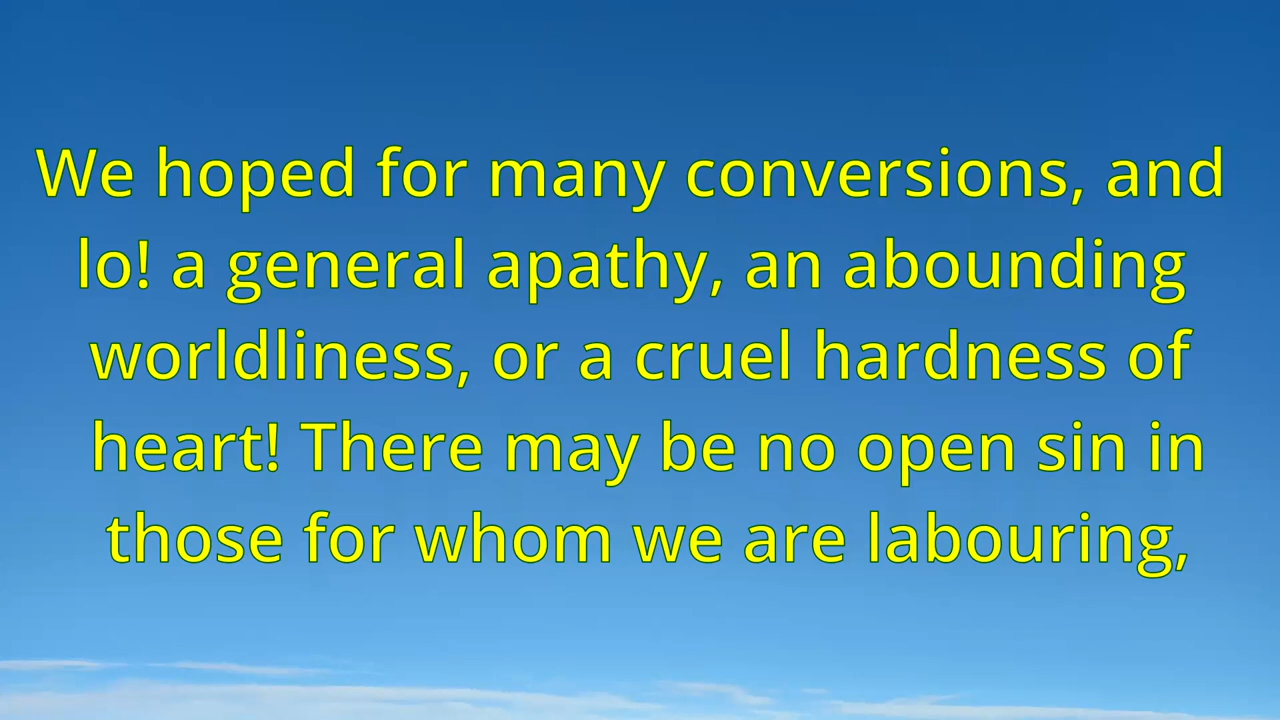 We hoped for many conversions, and
lo! a general apathy, an abounding
worldliness, or a cruel hardness of
heart! There may be no open sin in
those for whom we are labouring,